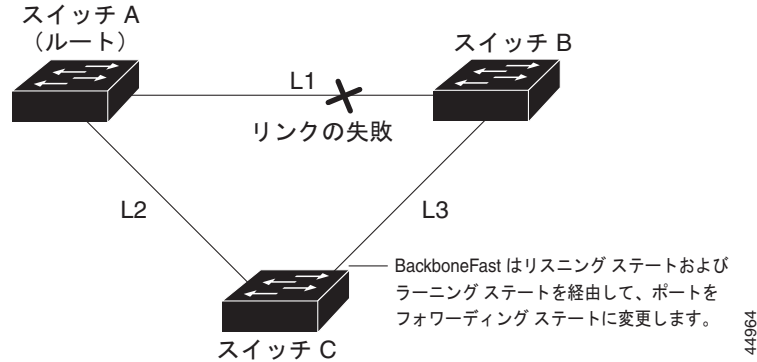 スイッチ A
（ルート）
スイッチ B
L1
リンクの失敗
L2
L3
BackboneFast はリスニング ステートおよび
ラーニング ステートを経由して、ポートを
フォワーディング ステートに変更します。
スイッチ C
44964